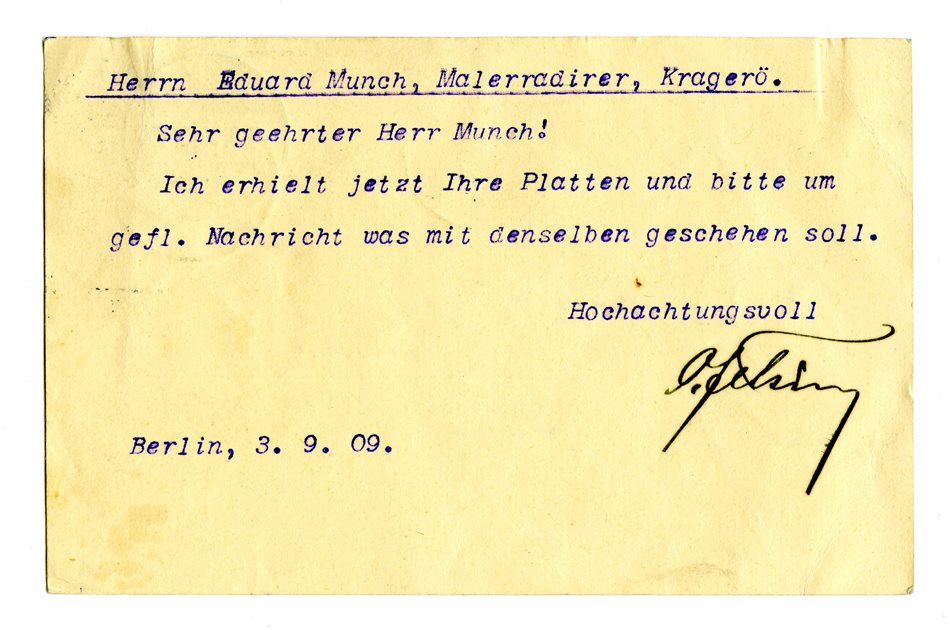 Herrn Eduard Munch, Malerradirer, Kragerö.
Sehr geehrter Herr Munch!
Ich erhielt jetzt Ihre Platten und bitte um
gefl. Nachricht was mit denselben geschehen soll.
Hochachtungsvoll
O. Felsing
Berlin, 3. 9. 09.